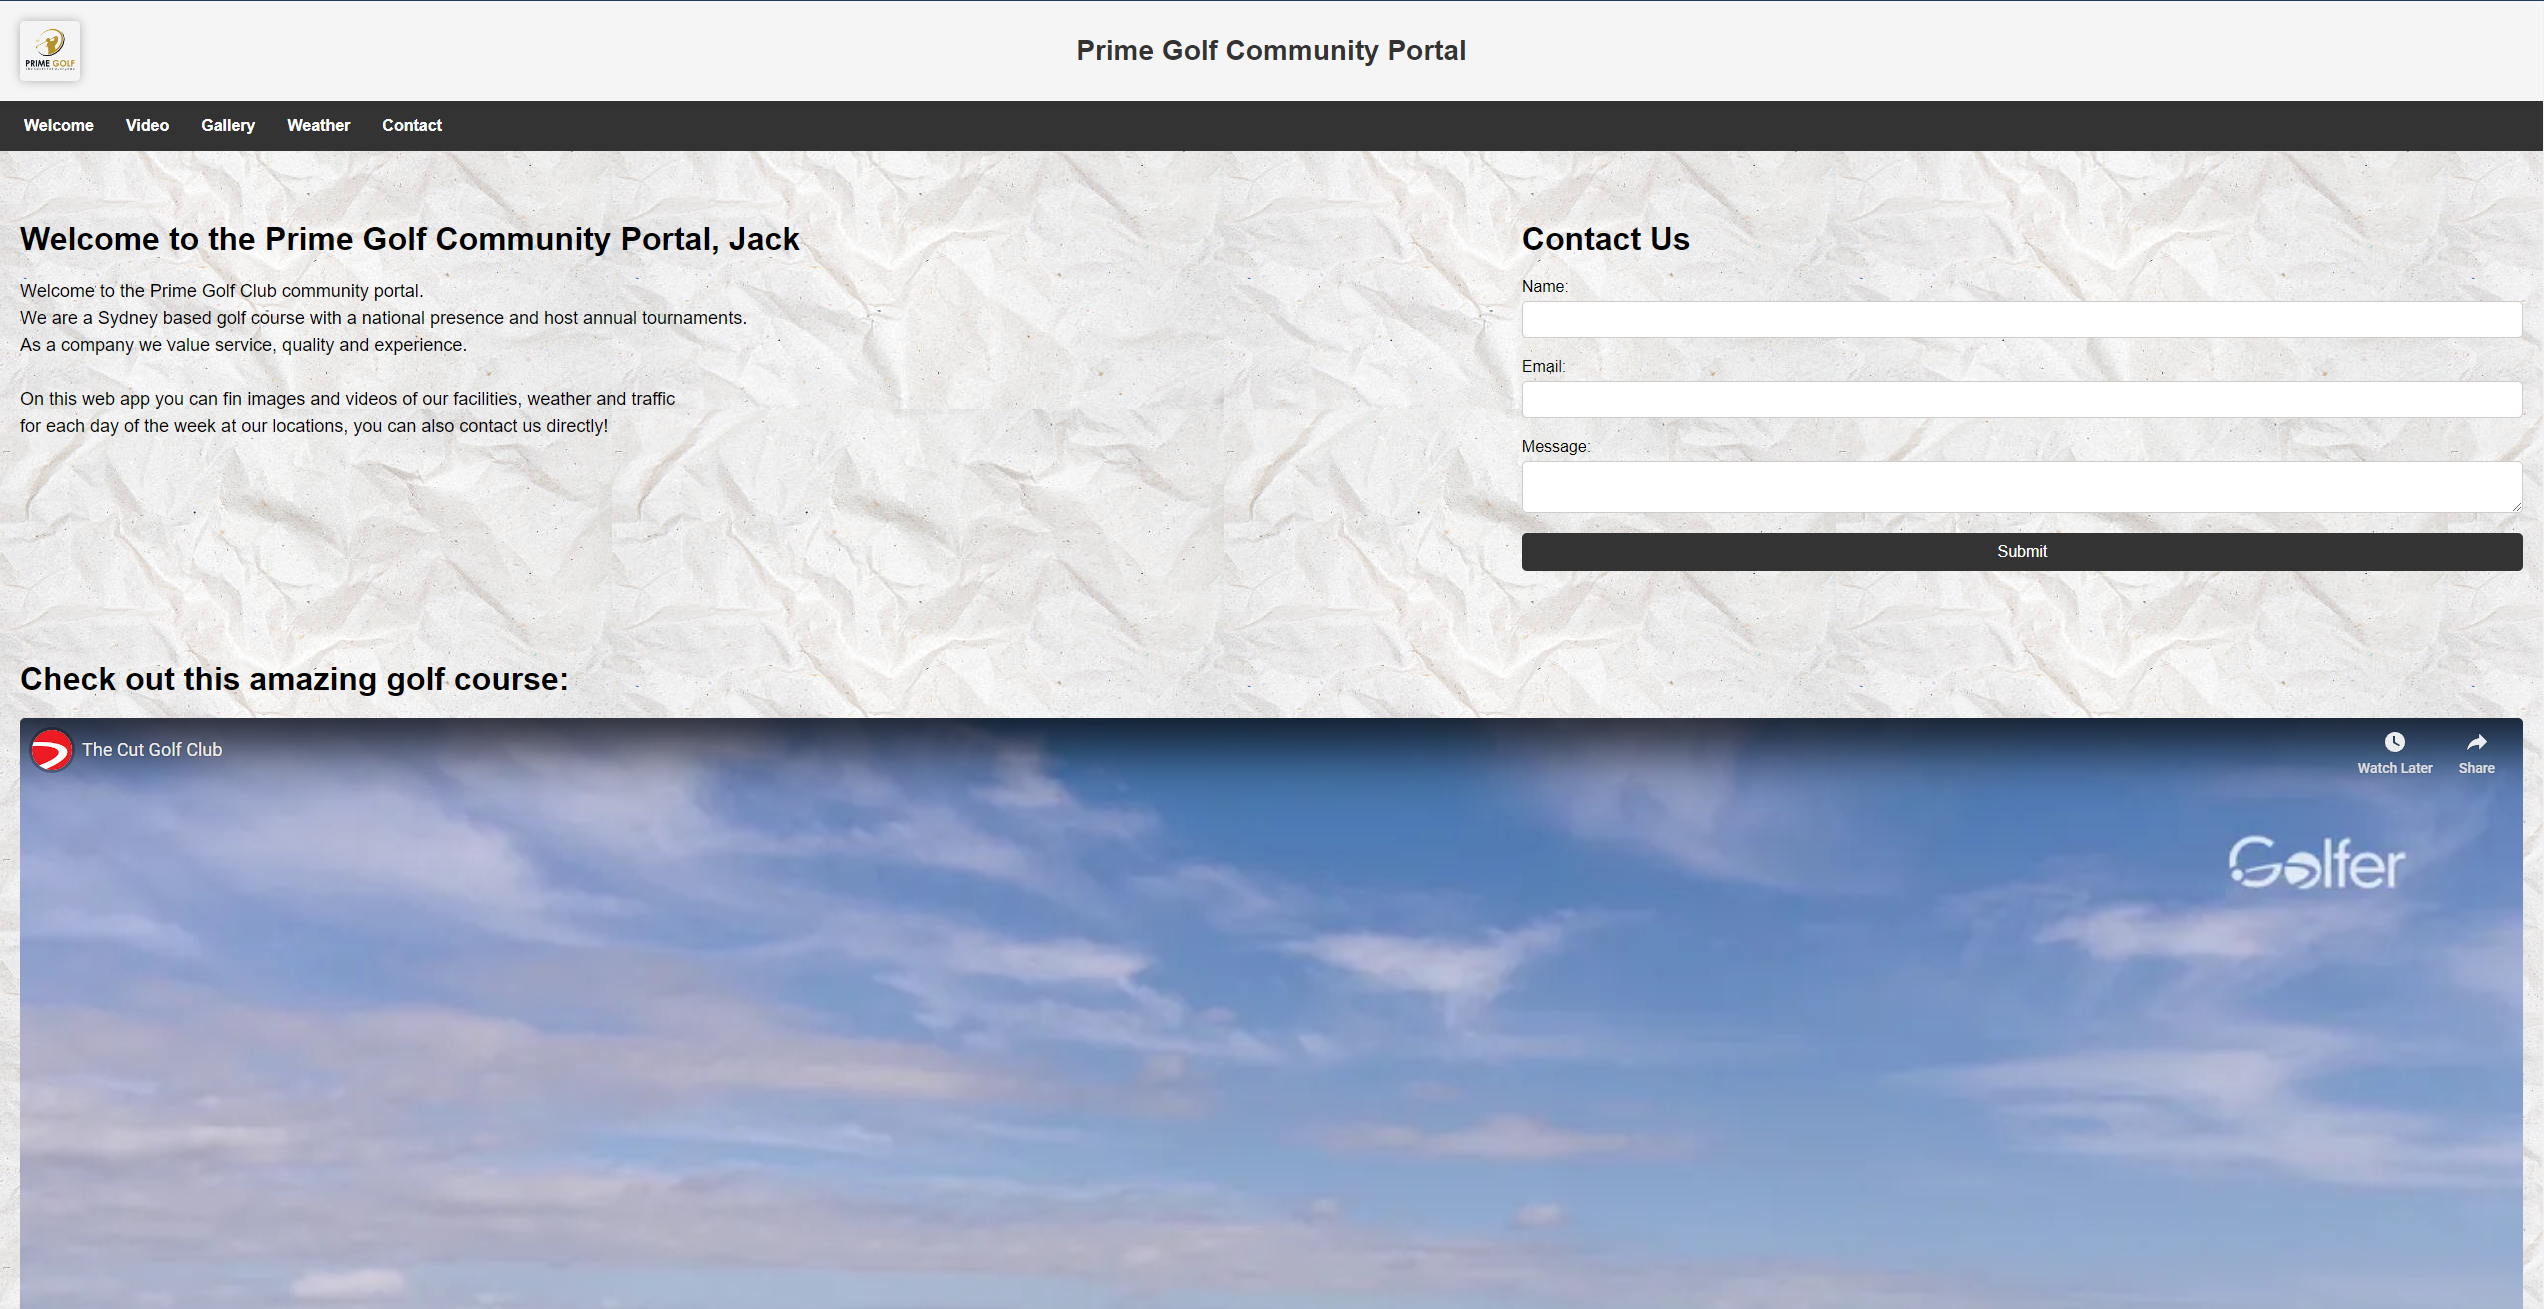 PRIME GOLF
Prime Golf Community Portal
Welcome Video Gallery Weather Contact
Welcome to the Prime Golf Community Portal, Jack
Welcome to the Prime Golf Club community portal.
We are a Sydney based golf course with a national presence and host annual tournaments.
As a company we value service, quality and experience.
On this web app you can fin images and videos of our facilities, weather and traffic
for each day of the week at our locations, you can also contact us directly!
Contact Us
Name:
Email:
Message:
Submit
Check out this amazing golf course:
The Cut Golf Club
Watch Later
Share
Golfer